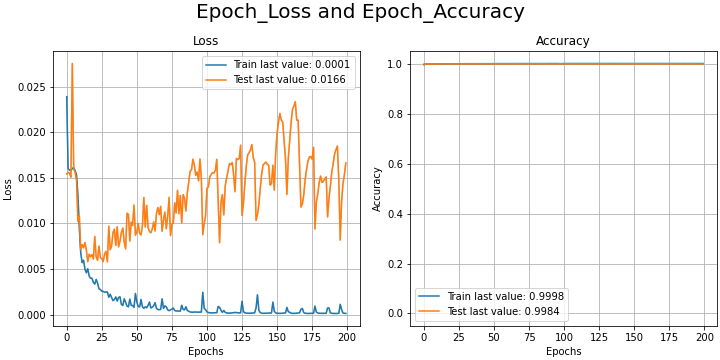 Epoch_Loss and Epoch_Accuracy
Loss
Train last value: 0.0001
Test last value: 0.0166
0.025
0.020
0.015
0.010
0.005
0.000
Loss
0 25 50 75 100 125 150 175 200
Epochs
Accuracy
1.0
0.8
0.6
0.4
0.2
0.0
Accuracy
Train last value: 0.9998
Test last value: 0.9984
0 25 50 75 100 125 150 175 200
Epochs